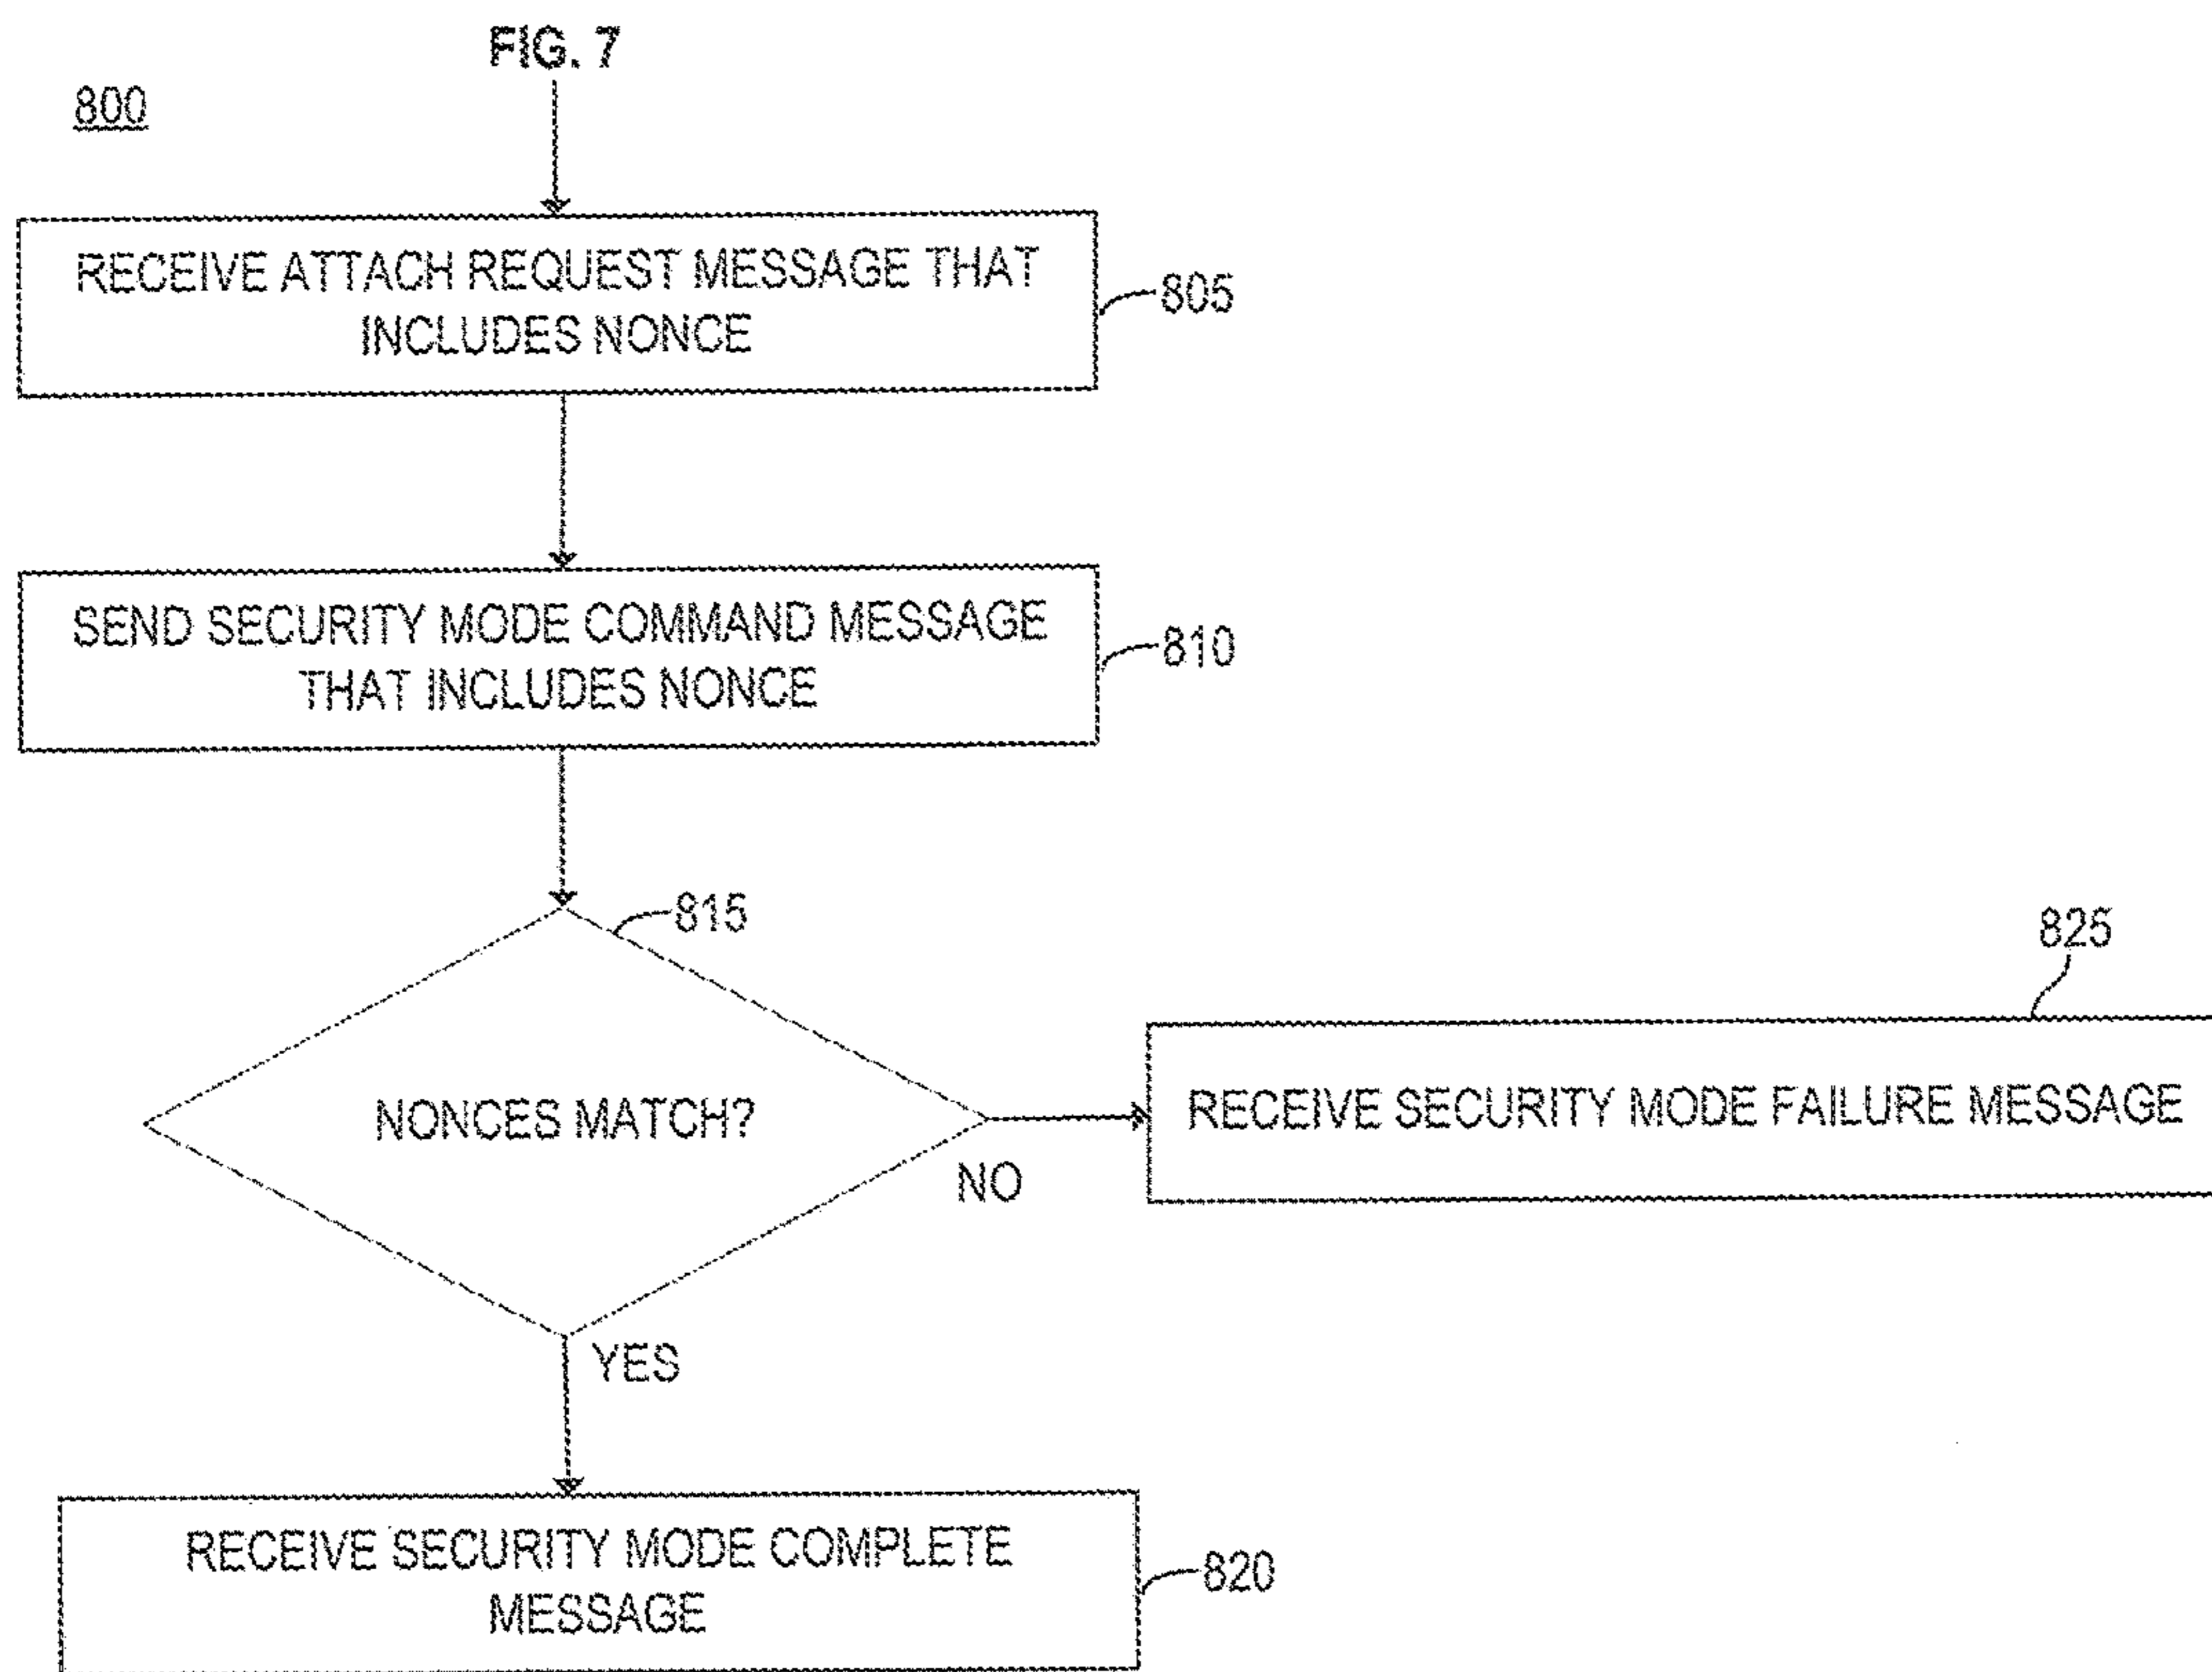 FIG. 7
800
RECEIVE ATTACH REQUEST MESSAGE THAT
INCLUDES NONCE
805
SEND SECURITY MODE COMMAND MESSAGE
THAT INCLUDES NONCE
810
815
NONCES MATCH?
NO
825
RECEIVE SECURITY MODE FAILURE MESSAGE
YES
RECEIVE SECURITY MODE COMPLETE
MESSAGE
820